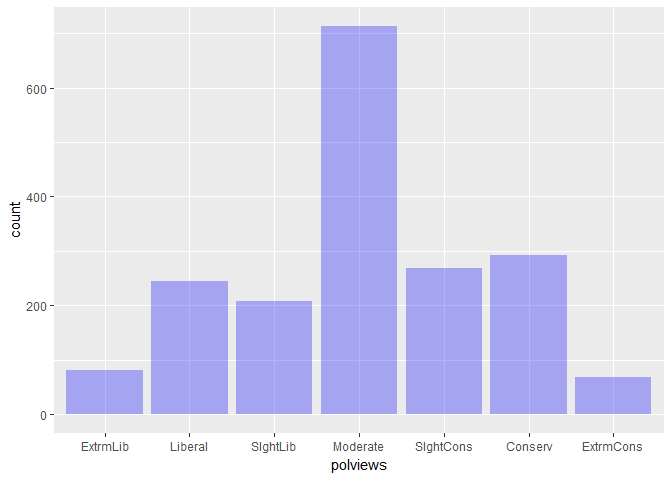 600
400
200
0
count
ExtrmLib Liberal SlghtLib Moderate SlghtCons Conserv ExtrmCons
polviews